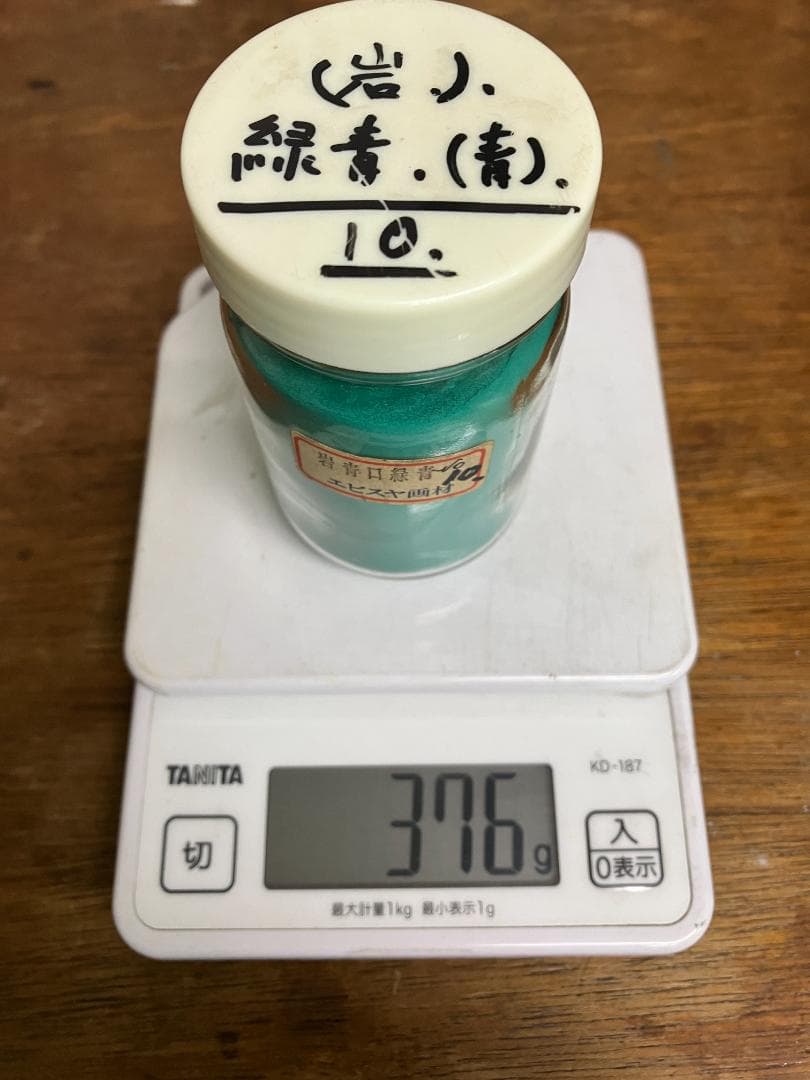 (岩).
緑青.(青).
10.
岩青口緑青 No 10
エビスヤ画材
TANITA
KD-187
切
376g
入
0表示
最大計量1kg 最小表示1g